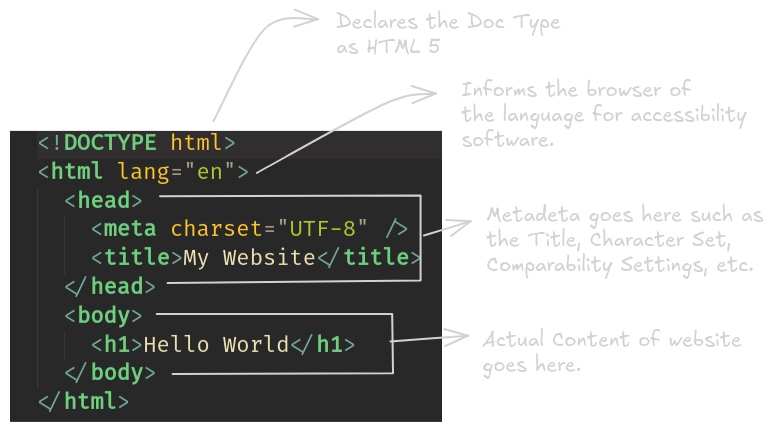 Declares the Doc Type
as HTML 5
Informs the browser of
the language for accessibility
software.
<!DOCTYPE html>
<html lang="en">
<head>
<meta charset="UTF-8" />
<title>My Website</title>
</head>
<body>
<h1>Hello World</h1>
</body>
</html>
Metadeta goes here such as
the Title, Character Set,
Comparability Settings, etc.
Actual Content of website
goes here.